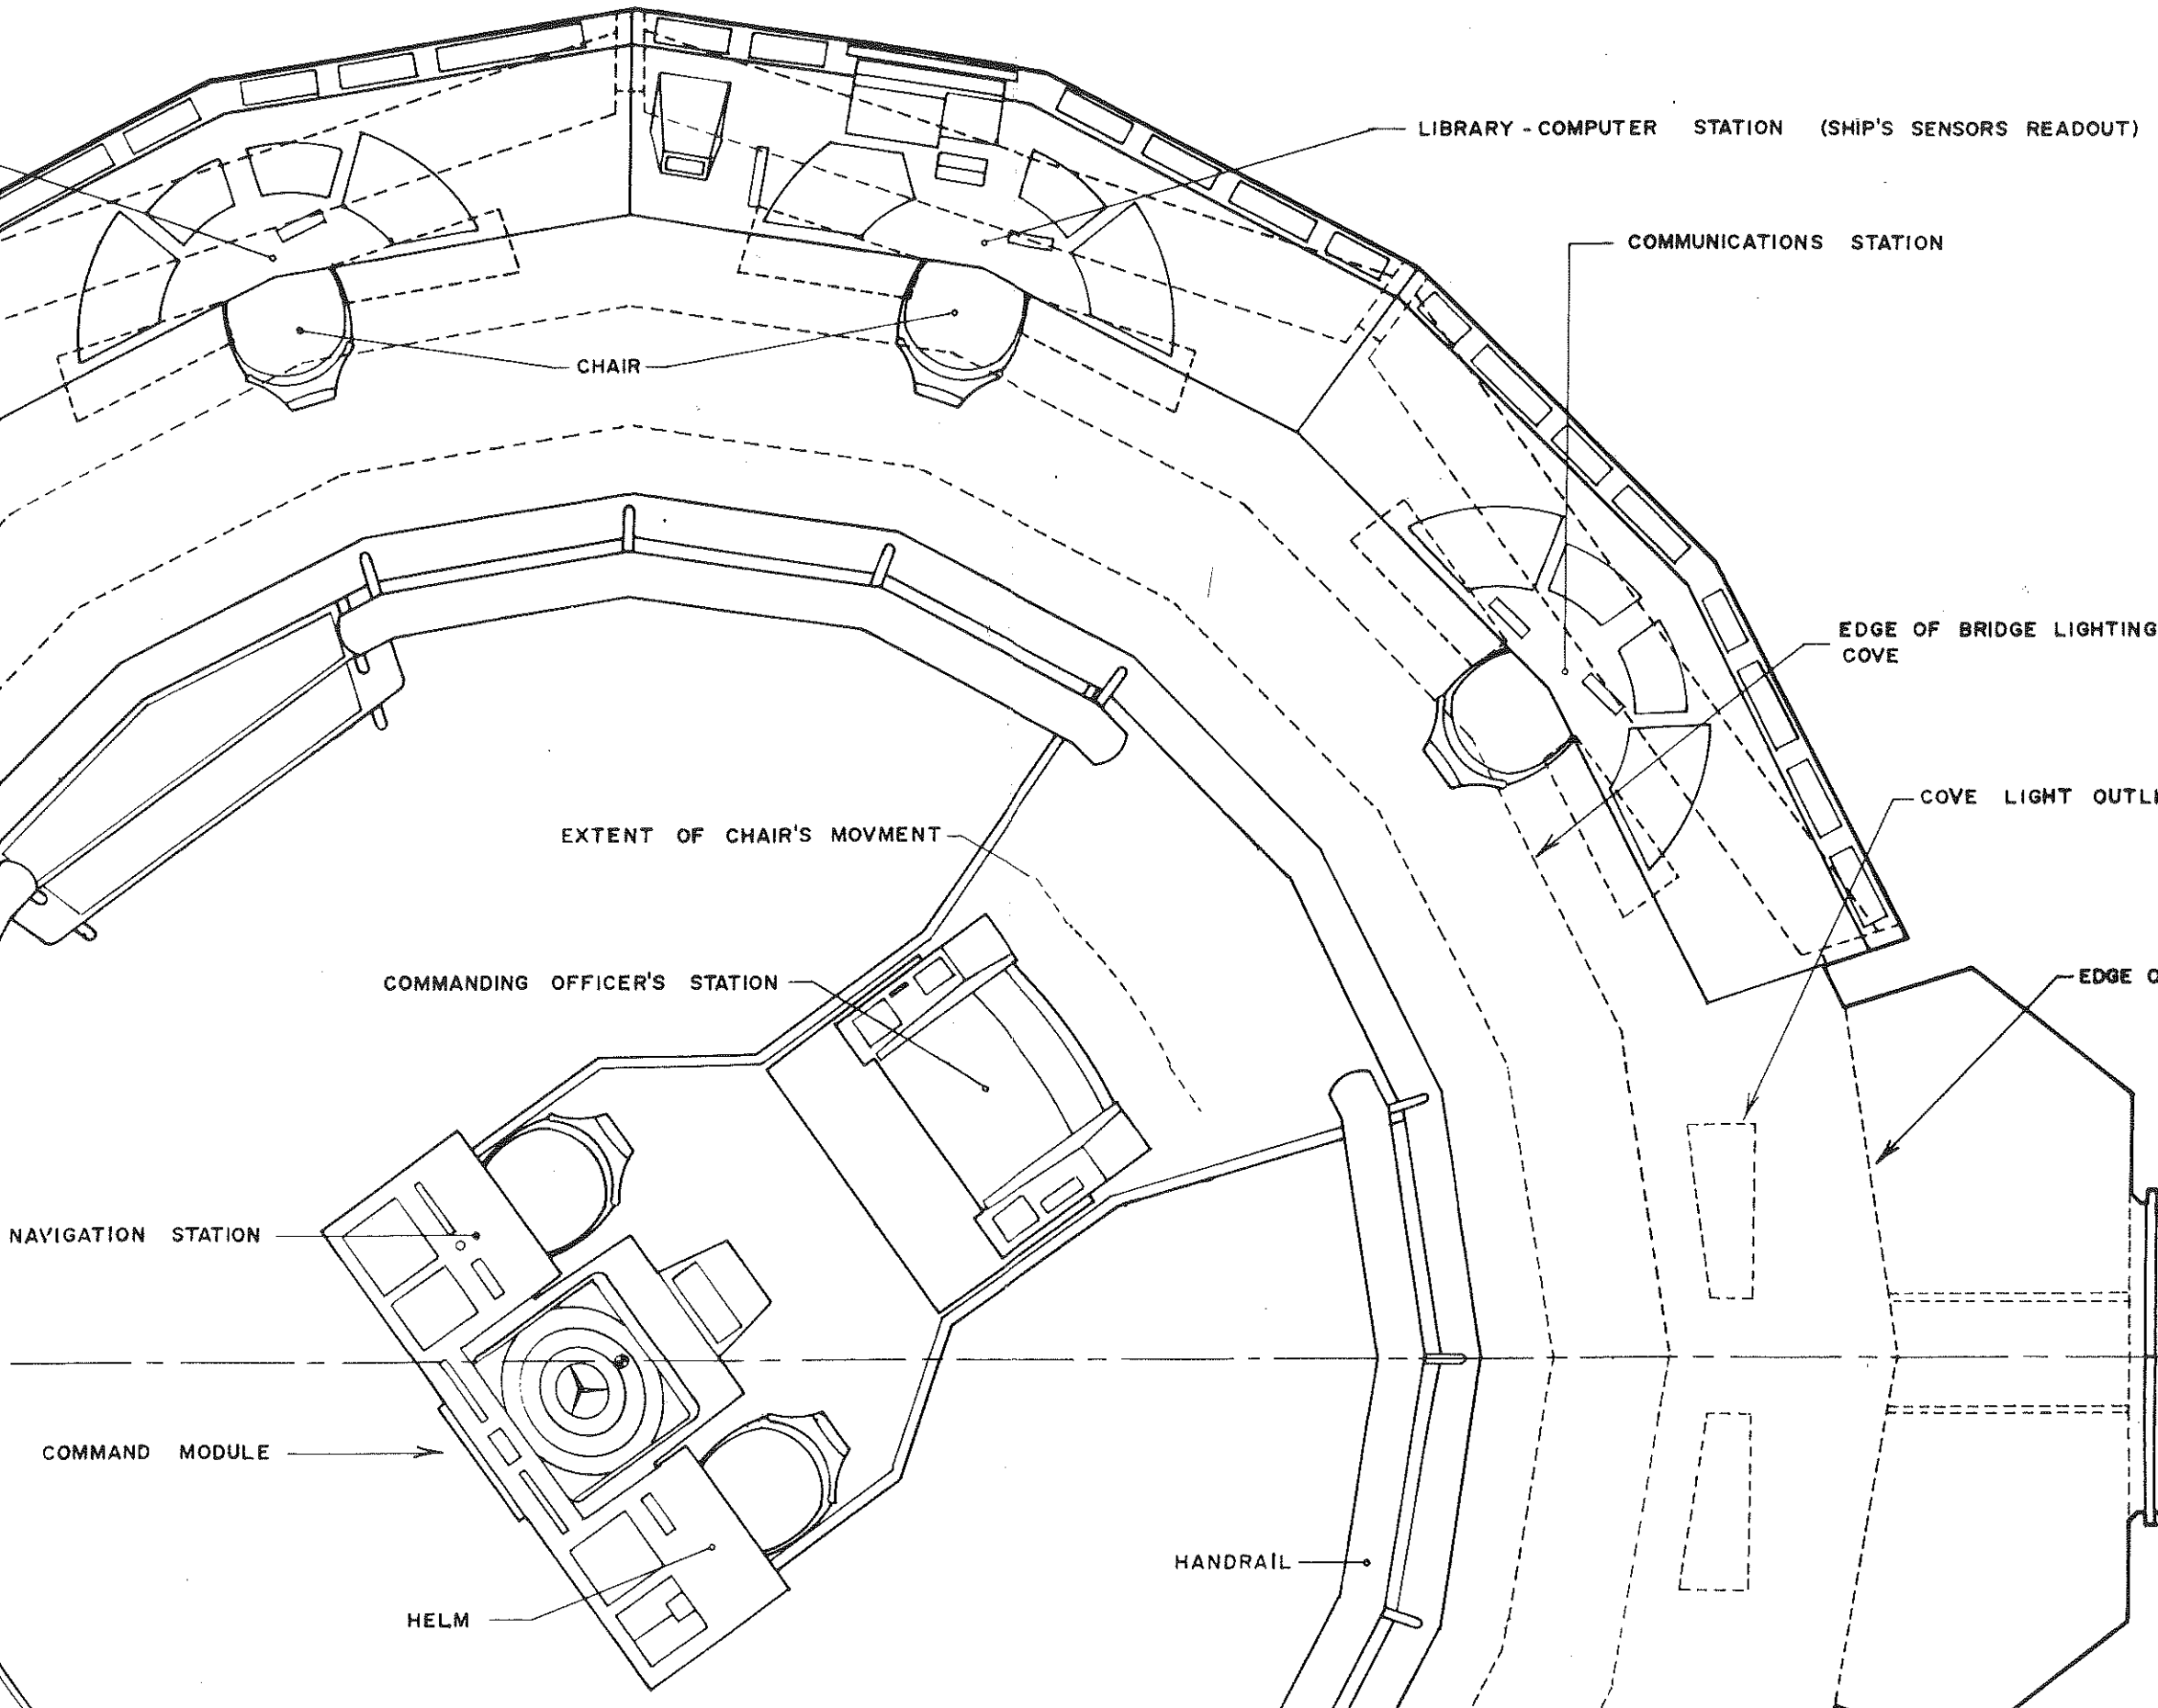 LIBRARY - COMPUTER STATION (SHIP'S SENSORS READOUT)
COMMUNICATIONS STATION
CHAIR
EDGE OF BRIDGE LIGHTING
COVE
COVE LIGHT
EXTENT OF CHAIR'S MOVMENT
COMMANDING OFFICER'S STATION
EDGE
NAVIGATION STATION
COMMAND MODULE
HANDRAIL
HELM